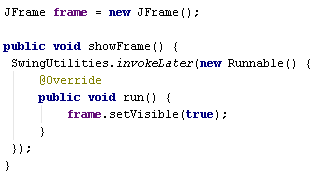 JFrame frame = new JFrame();
public void showFrame() {
SwingUtilities.invokeLater(new Runnable() {
@Override
public void run() {
frame.setVisible(true);
}
});
}